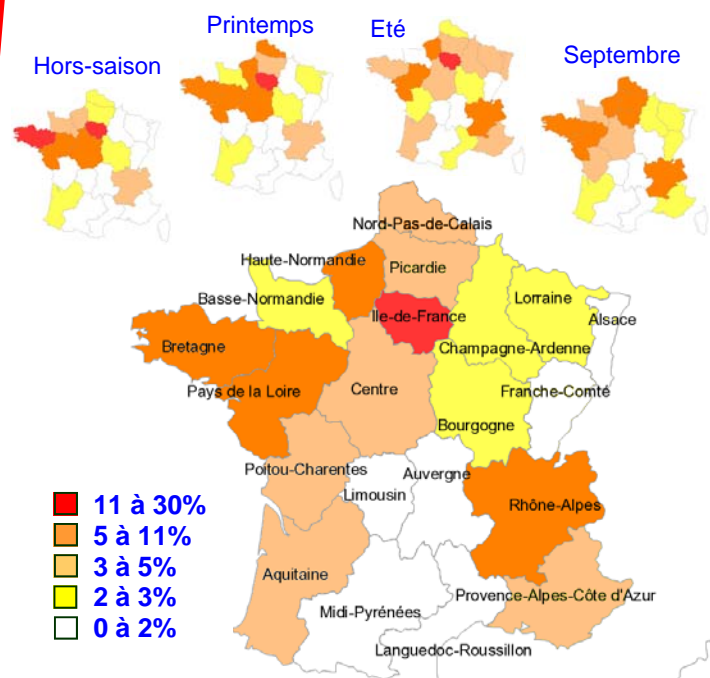 Printemps
Eté
Hors-saison
Septembre
Nord-Pas-de-Calais
Haute-Normandie
Picardie
Basse-Normandie
Lorraine
Ile-de-France
Alsace
Bretagne
Champagne-Ardenne
Pays de la Loire
Centre
Franche-Comté
Bourgogne
Poitou-Charentes
Auvergne
Limousin
Rhône-Alpes
11 à 30%
5 à 11%
3 à 5%
2 à 3%
0 à 2%
Aquitaine
Provence-Alpes-Côte d'Azur
Midi-Pyrénées
Languedoc-Roussillon